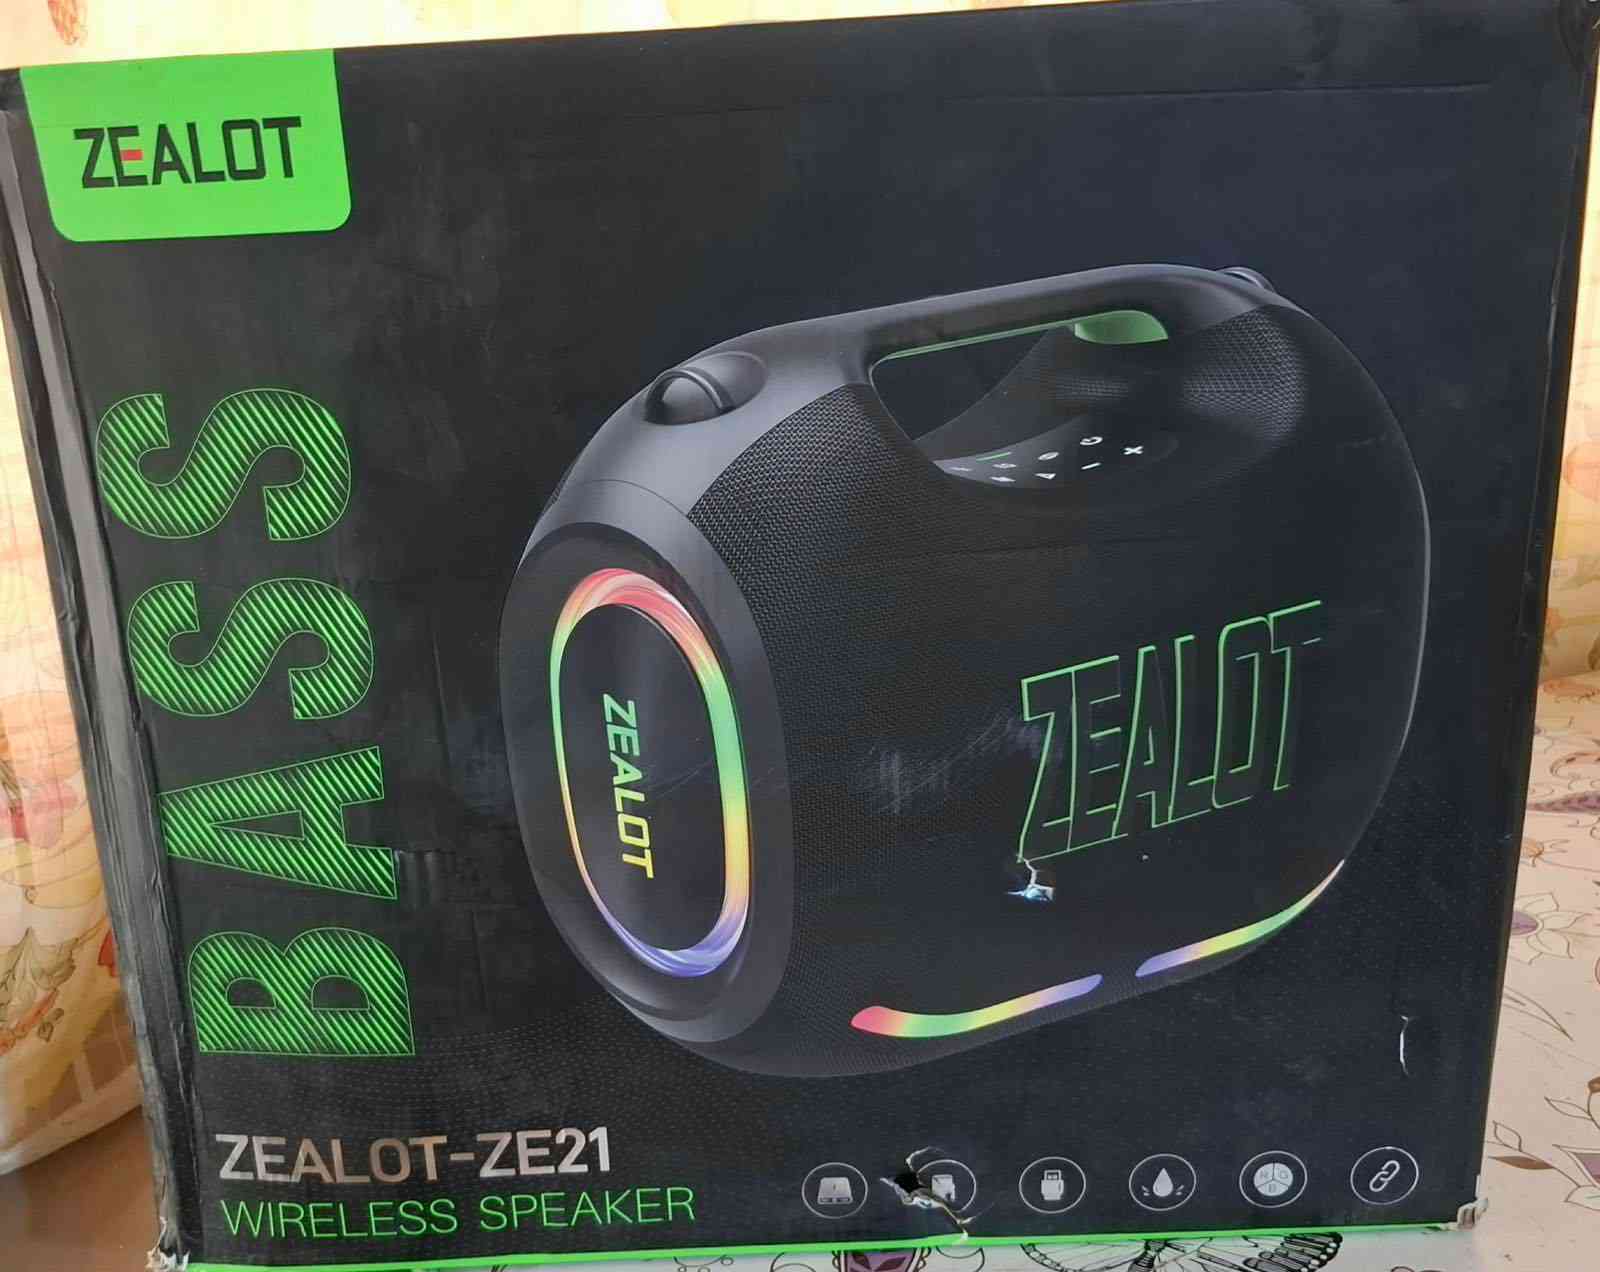 ZEALOT
BASS
ZEALOT
ZEALOT
ZEALOT-ZE21
WIRELESS SPEAKER
R G
B